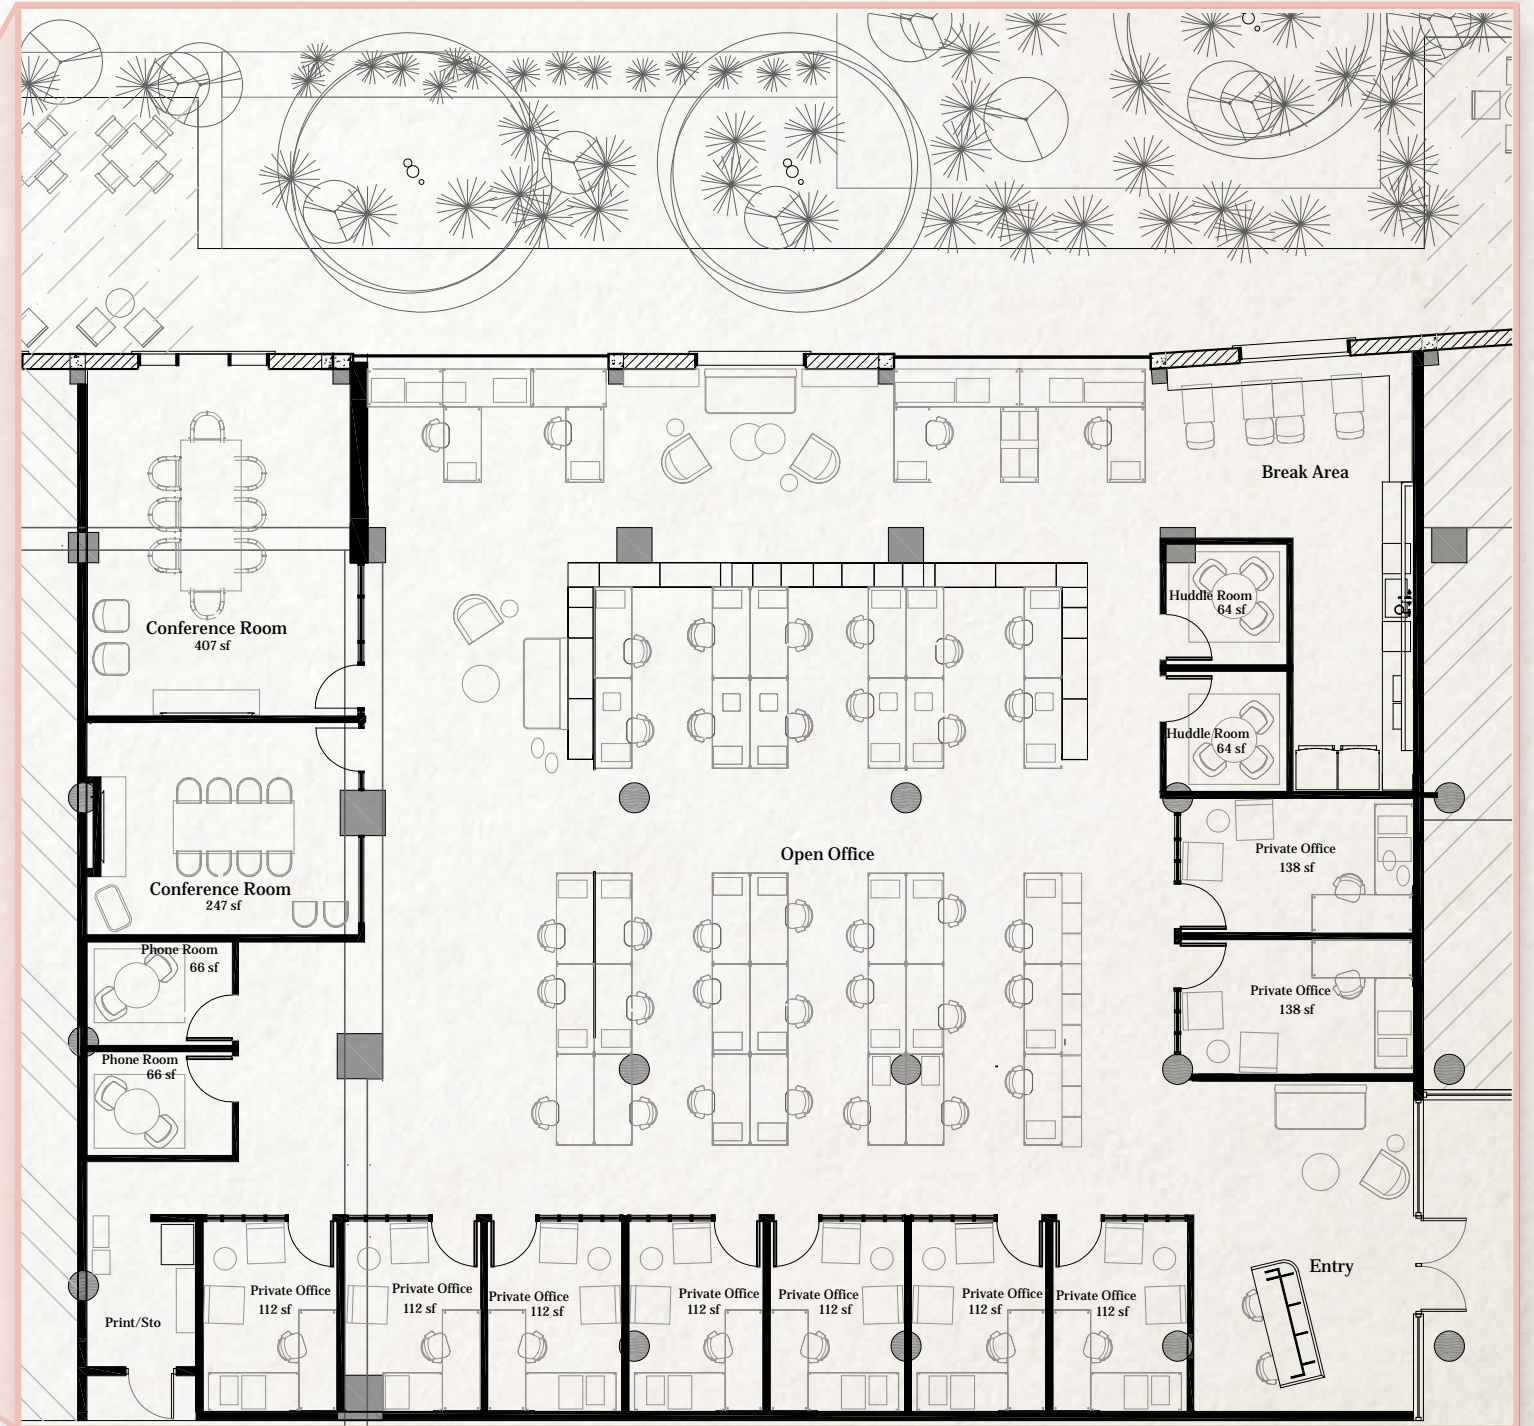 Break Area
Huddle Room
64 sf
Conference Room
407 sf
Huddle Room
64 sf
Open Office
Private Office
138 sf
Conference Room
247 sf
Phone Room
66 sf
Private Office
138 sf
Phone Room
66 sf
Entry
Private Office
112 sf
Private Office
112 sf
Private Office
112 sf
Private Office
112 sf
Private Office
112 sf
Private Office
112 sf
Private Office
112 sf
Print/Sto